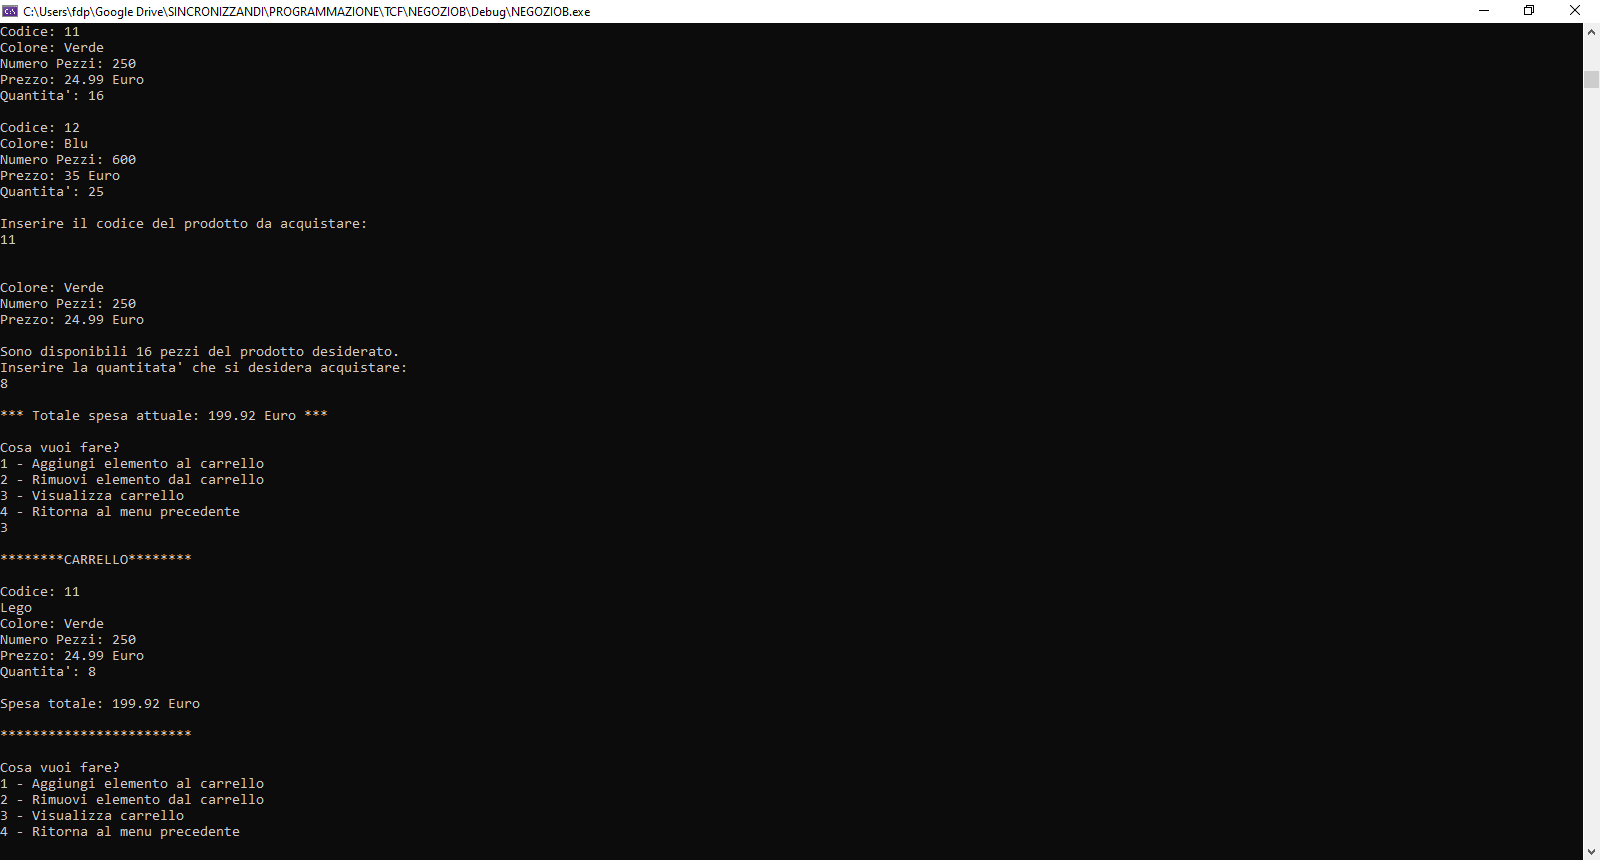 C:\Users\fdp\Google Drive\SINCRONIZZANDI\PROGRAMMAZIONE\TCF\NEGOZIOB\Debug\NEGOZIOB.exe
Codice: 11
Colore: Verde
Numero Pezzi: 250
Prezzo: 24.99 Euro
Quantita': 16
Codice: 12
Colore: Blu
Numero Pezzi: 600
Prezzo: 35 Euro
Quantita': 25
Inserire il codice del prodotto da acquistare:
11
Colore: Verde
Numero Pezzi: 250
Prezzo: 24.99 Euro
Sono disponibili 16 pezzi del prodotto desiderato.
Inserire la quantitata' che si desidera acquistare:
8
*** Totale spesa attuale: 199.92 Euro ***
Cosa vuoi fare?
1 - Aggiungi elemento al carrello
2 - Rimuovi elemento dal carrello
3 - Visualizza carrello
4 - Ritorna al menu precedente
3
********CARRELLO********
Codice: 11
Lego
Colore: Verde
Numero Pezzi: 250
Prezzo: 24.99 Euro
Quantita': 8
Spesa totale: 199.92 Euro
************************
Cosa vuoi fare?
1 - Aggiungi elemento al carrello
2 - Rimuovi elemento dal carrello
3 - Visualizza carrello
4 - Ritorna al menu precedente